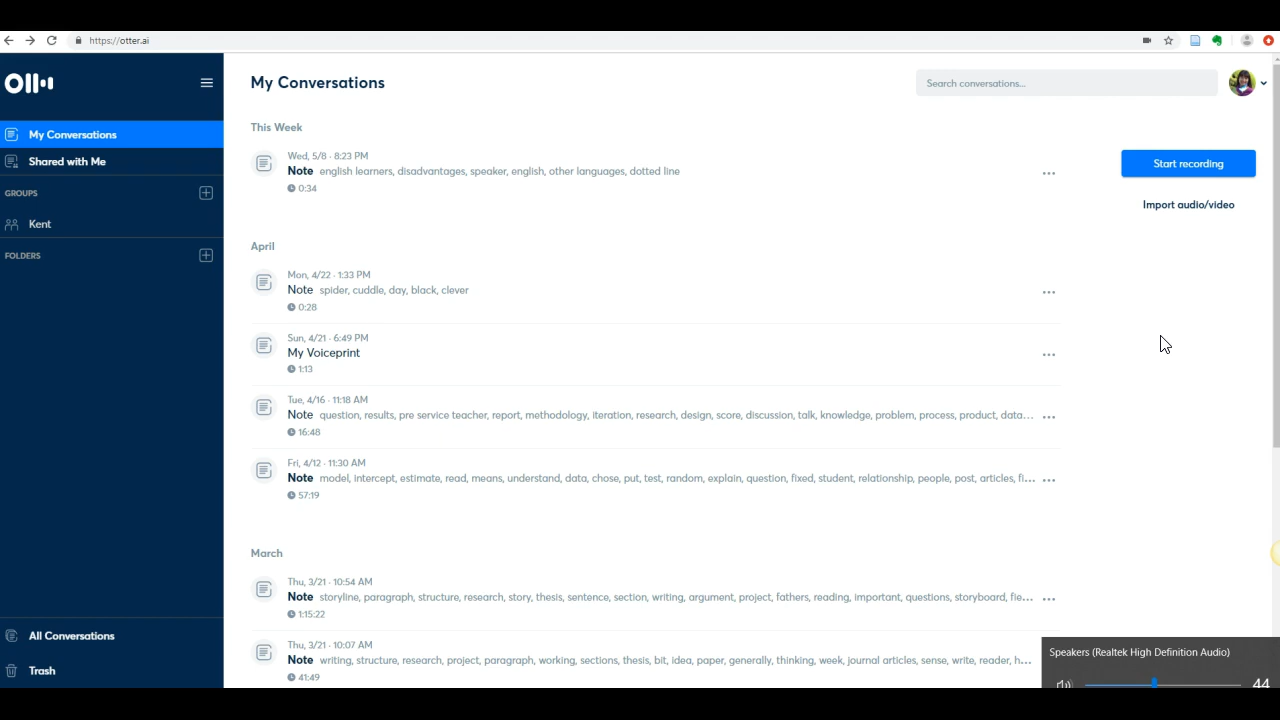 https://otter.ai
My Conversations
Search conversations...
My Conversations
Shared with Me
GROUPS
Kent
FOLDERS
All Conversations
Trash
This Week
Wed, 5/8 · 8:23 PM
Note english learners, disadvantages, speaker, english, other languages, dotted line
0:34
Start recording
Import audio/video
April
Mon, 4/22 · 1:33 PM
Note spider, cuddle, day, black, clever
0:28
Sun, 4/21 · 6:49 PM
My Voiceprint
1:13
Tue, 4/16 · 11:18 AM
Note question, results, pre service teacher, report, methodology, iteration, research, design, score, discussion, talk, knowledge, problem, process, product, data...
16:48
Fri, 4/12 · 11:30 AM
Note model, intercept, estimate, read, means, understand, data, chose, put, test, random, explain, question, fixed, student, relationship, people, post, articles, fi...
57:19
March
Thu, 3/21 · 10:54 AM
Note storyline, paragraph, structure, research, story, thesis, sentence, section, writing, argument, project, fathers, reading, important, questions, storyboard, fie...
1:15:22
Thu, 3/21 · 10:07 AM
Note writing, structure, research, project, paragraph, working, sections, thesis, bit, idea, paper, generally, thinking, week, journal articles, sense, write, reader, h...
41:49
Speakers (Realtek High Definition Audio)
44